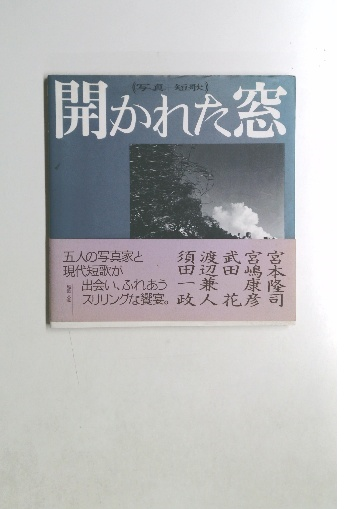 《写真＋短歌》
開かれた窓
五人の写真家と
現代短歌が
出会い、ふれあう
スリリングな饗宴。
宮本隆司
宮嶋康彦
武田花
渡辺兼人
須田一政